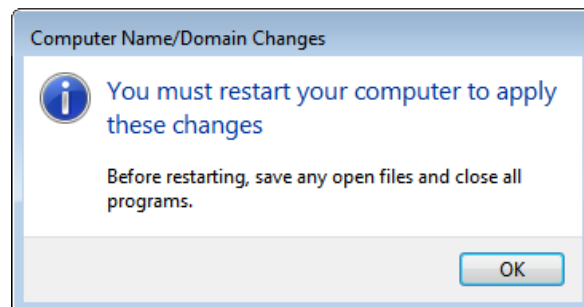 Computer Name/Domain Changes
You must restart your computer to apply
these changes
Before restarting, save any open files and close all
programs.
OK